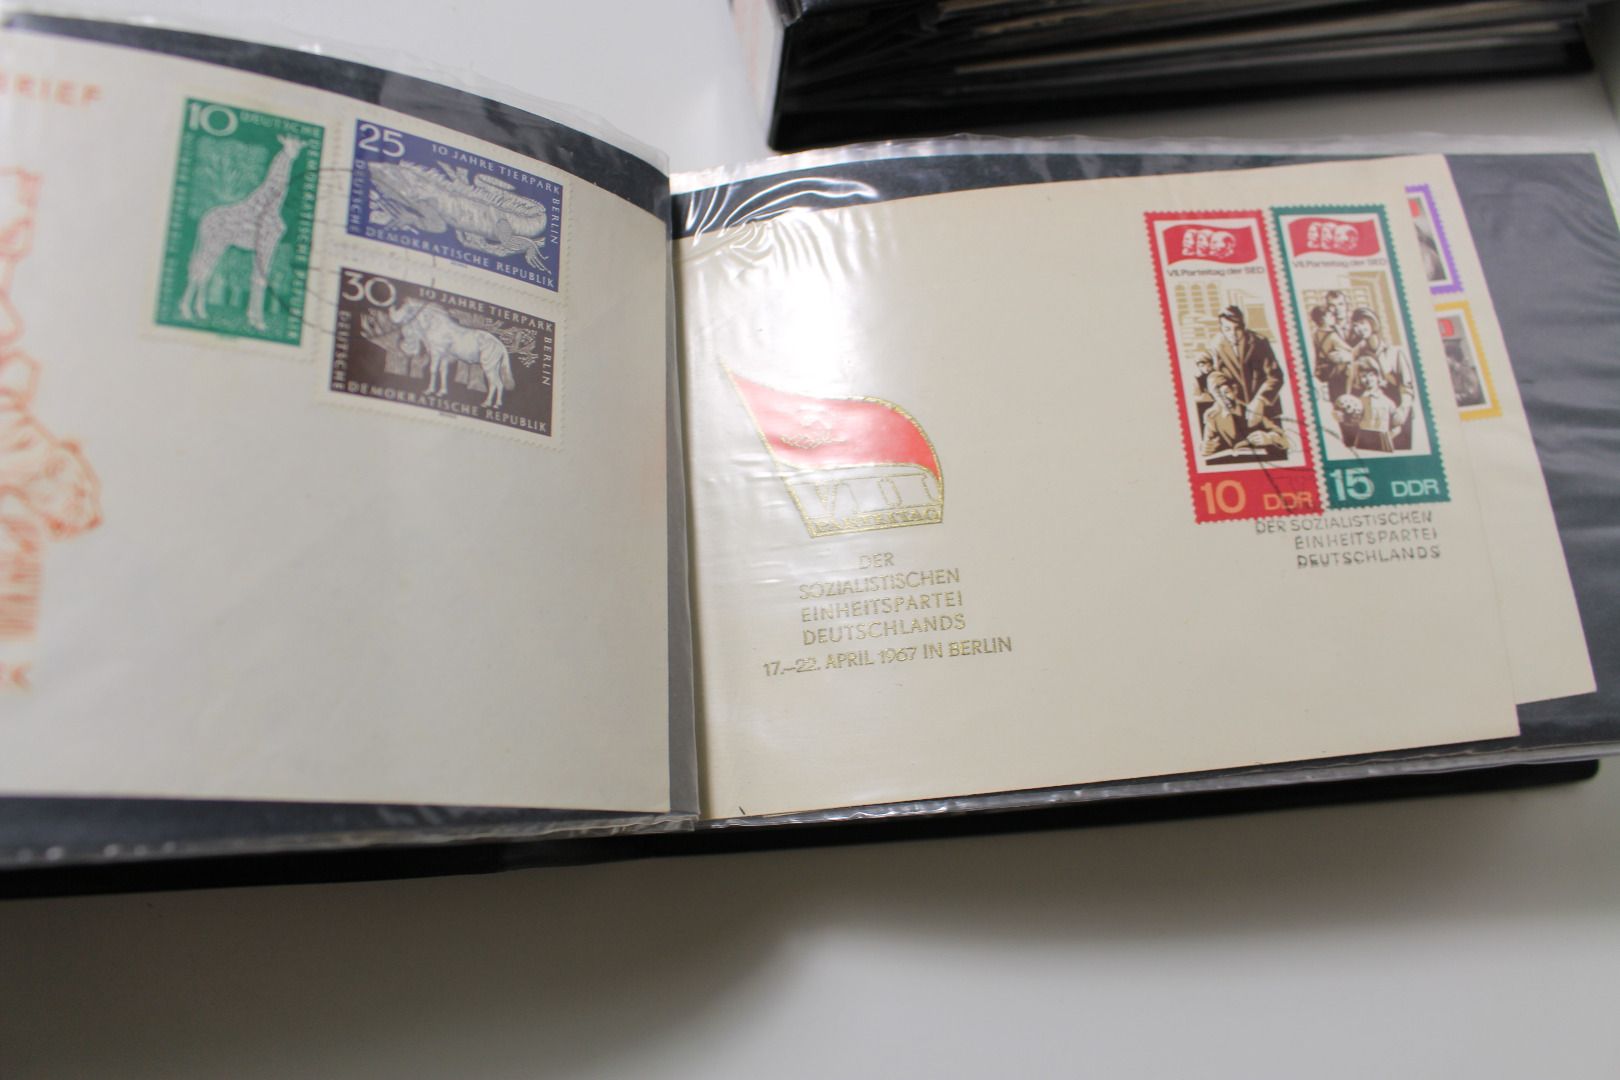 BRIEF
10 DEUTSCHE
DEMOKRATISCHE REPUBLIK
25
10 JAHRE TIERPARK
BERLIN
DEUTSCHE
DEMOKRATISCHE REPUBLIK
30
10 JAHRE TIERPARK
BERLIN
DEUTSCHE
DEMOKRATISCHE REPUBLIK
VII
PARTEITAG
DER
SOZIALISTISCHEN
EINHEITSPARTEI
DEUTSCHLANDS
17.–22. APRIL 1967 IN BERLIN
VII. Parteitag der SED
10 DDR
VII. Parteitag der SED
15 DDR
DER SOZIALISTISCHEN
EINHEITSPARTEI
DEUTSCHLANDS